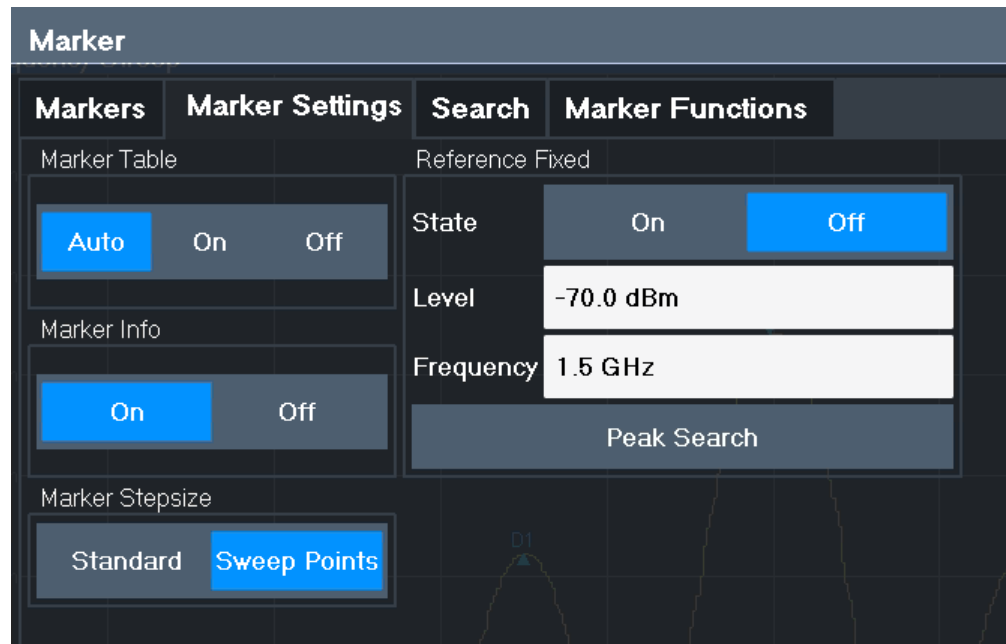 Marker
Markers
Marker Settings
Search
Marker Functions
Marker Table
Auto
On
Off
Marker Info
On
Off
Marker Stepsize
Standard
Sweep Points
Reference Fixed
State
On
Off
Level
-70.0 dBm
Frequency
1.5 GHz
Peak Search
D1